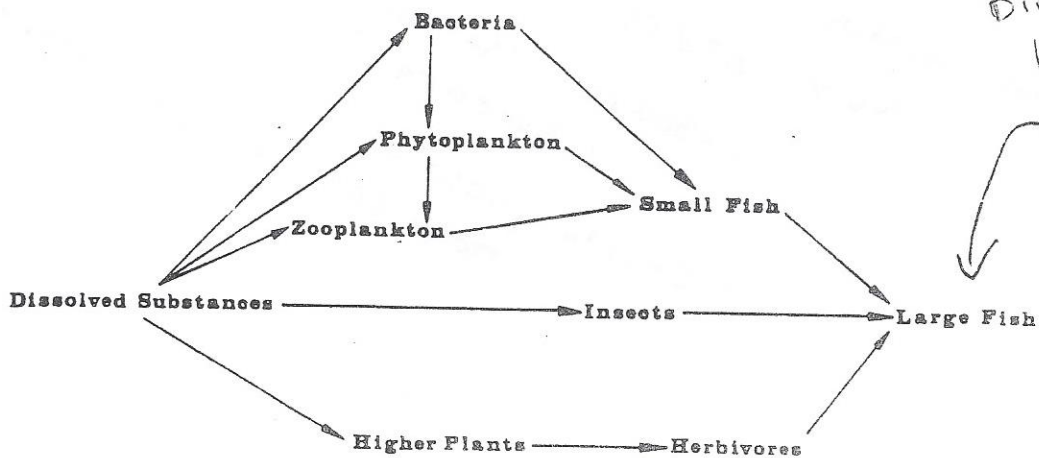 Bacteria
Phytoplankton
Small Fish
Zooplankton
Dissolved Substances
Insects
Large Fish
Higher Plants
Herbivores